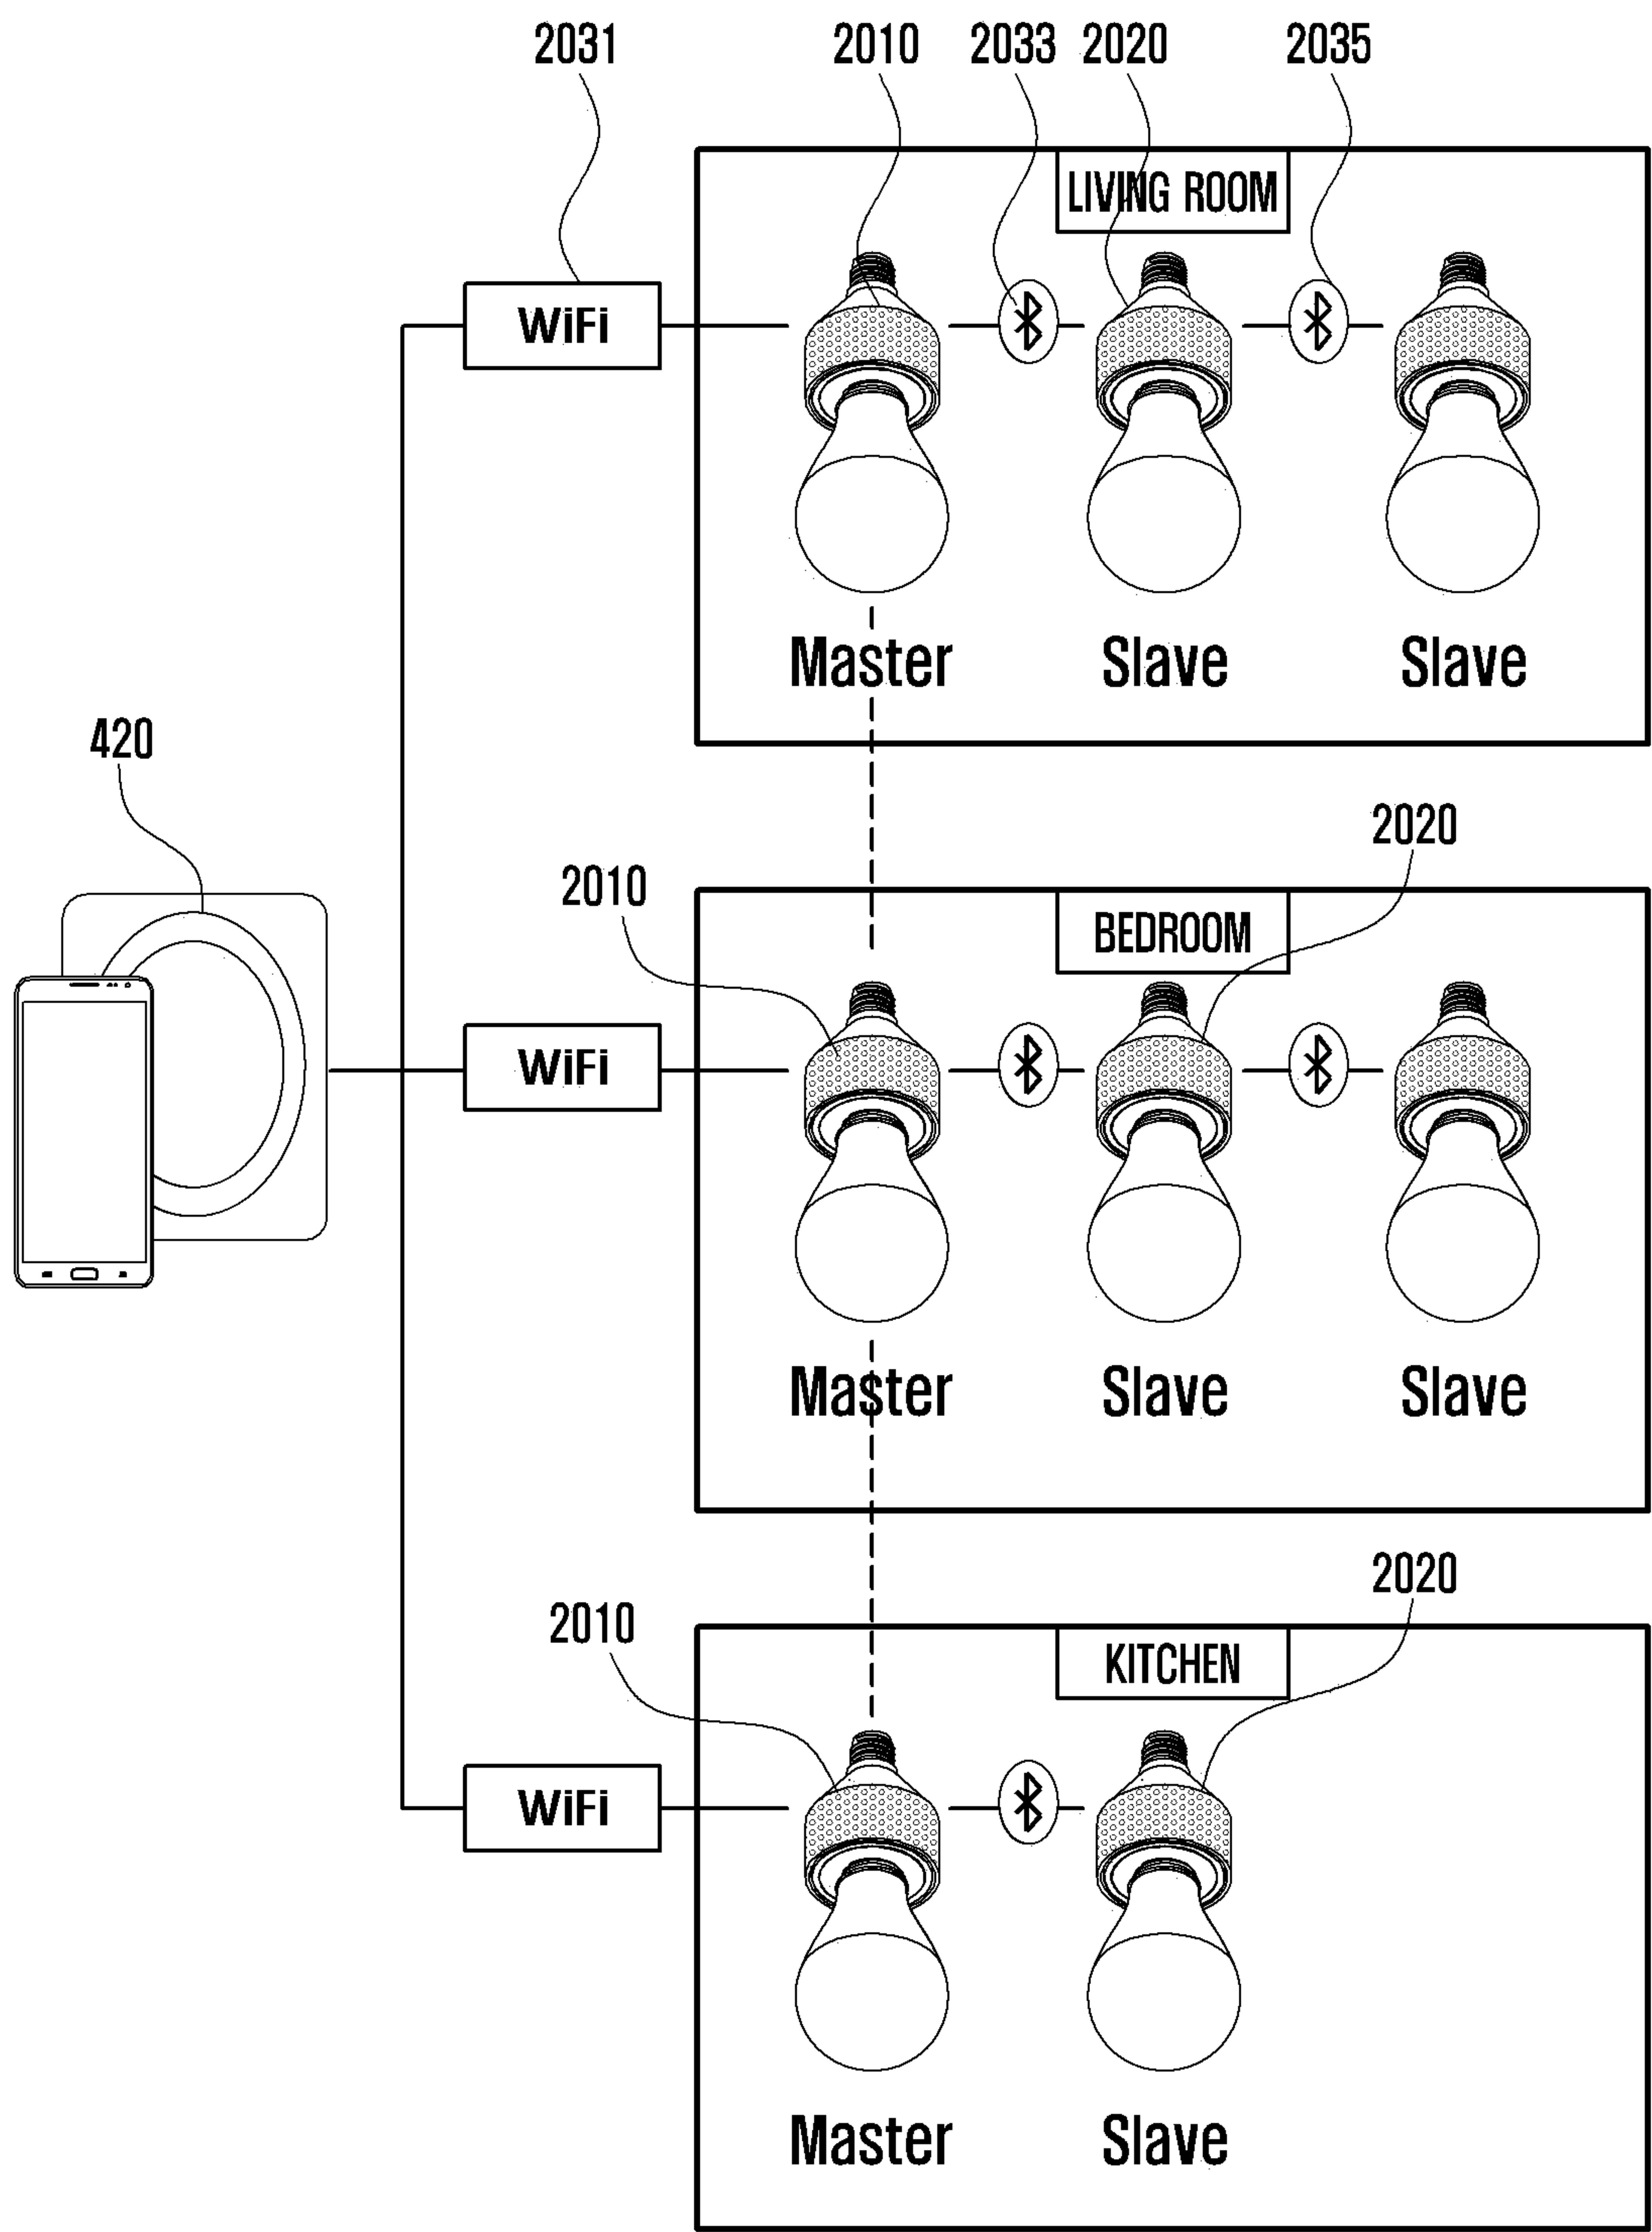 2031 2010 2033 2020 2035
LIVING ROOM
WiFi
Master Slave Slave
420
2020
2010
BEDROOM
WiFi
Master Slave Slave
2020
2010
KITCHEN
WiFi
Master Slave